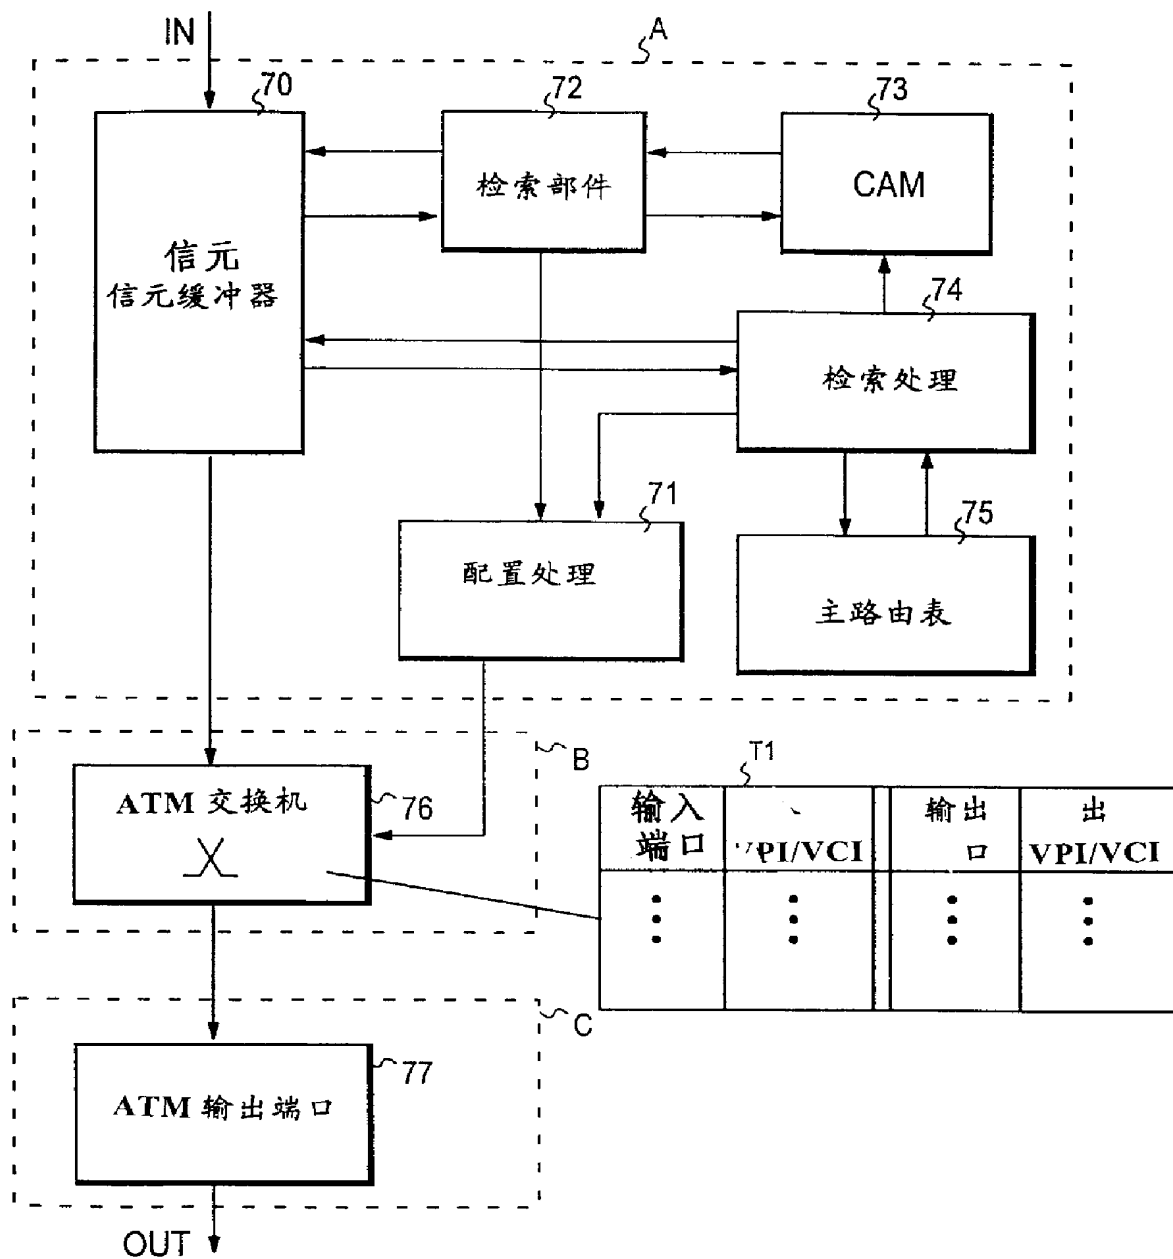 IN
A
70
72
73
检索部件
CAM
信元
信元缓冲器
74
检索处理
71
75
配置处理
主路由表
B
T1
ATM 交换机
76
输入
端口
VPI/VCI
输出
口
出
VPI/VCI
C
77
ATM 输出端口
OUT